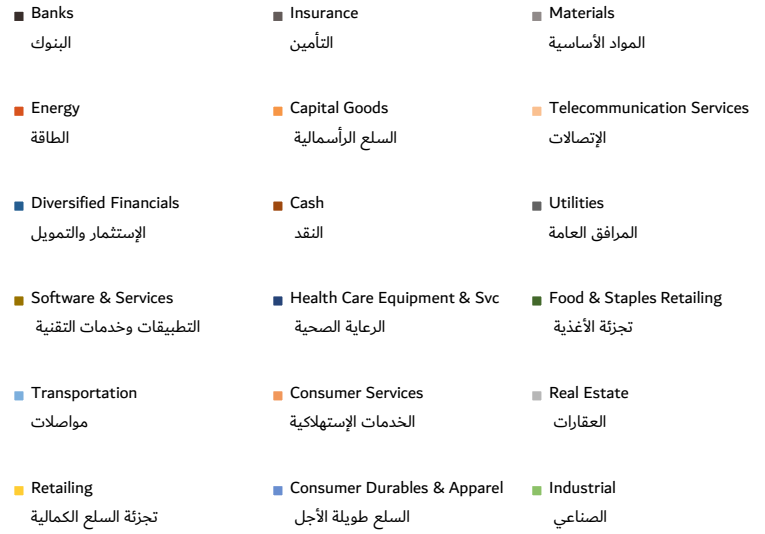 Banks
البنوك
Insurance
التأمين
Materials
المواد الأساسية
Energy
الطاقة
Capital Goods
السلع الرأسمالية
Telecommunication Services
الإتصالات
Diversified Financials
الإستثمار والتمويل
Cash
النقد
Utilities
المرافق العامة
Software & Services
التطبيقات وخدمات التقنية
Health Care Equipment & Svc
الرعاية الصحية
Food & Staples Retailing
تجزئة الأغذية
Transportation
مواصلات
Consumer Services
الخدمات الإستهلاكية
Real Estate
العقارات
Retailing
تجزئة السلع الكمالية
Consumer Durables & Apparel
السلع طويلة الأجل
Industrial
الصناعي